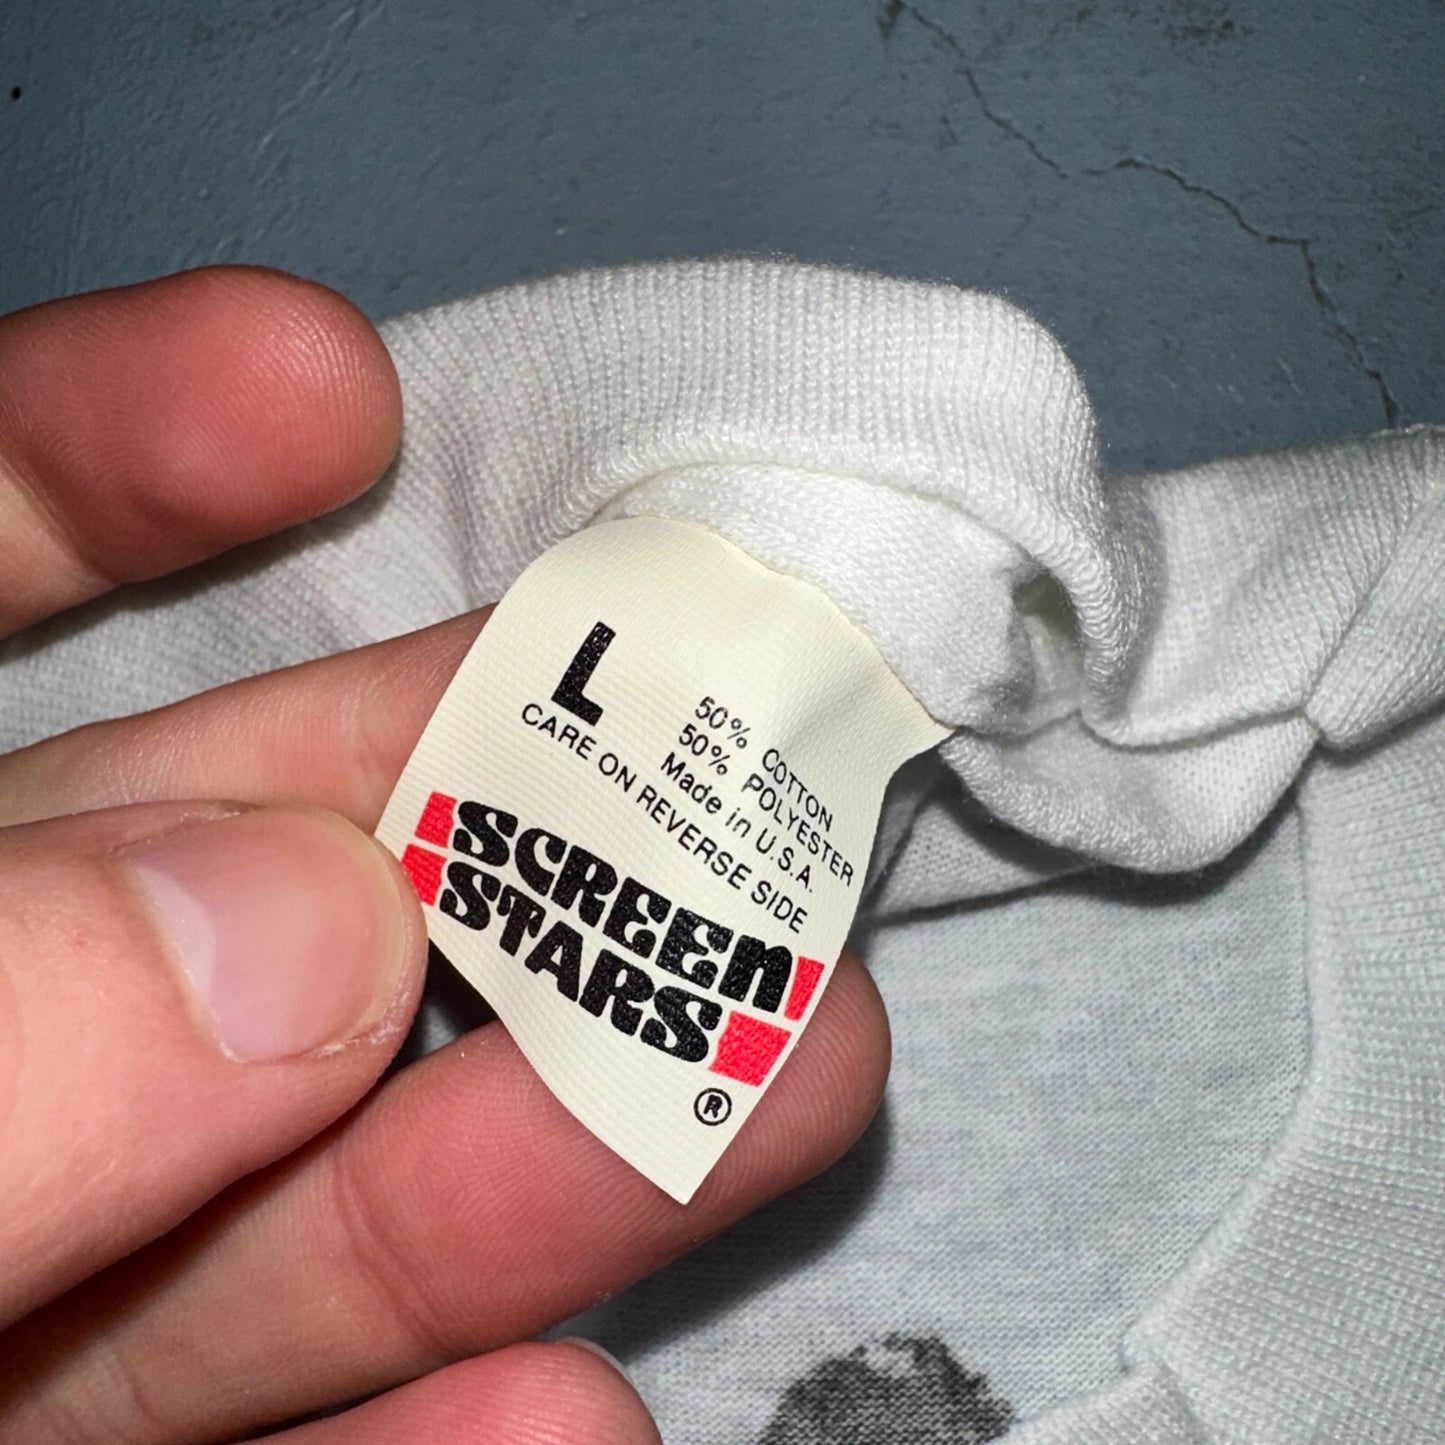 L
50% COTTON
50% POLYESTER
Made in U.S.A.
CARE ON REVERSE SIDE
SCREEN
STARS
®